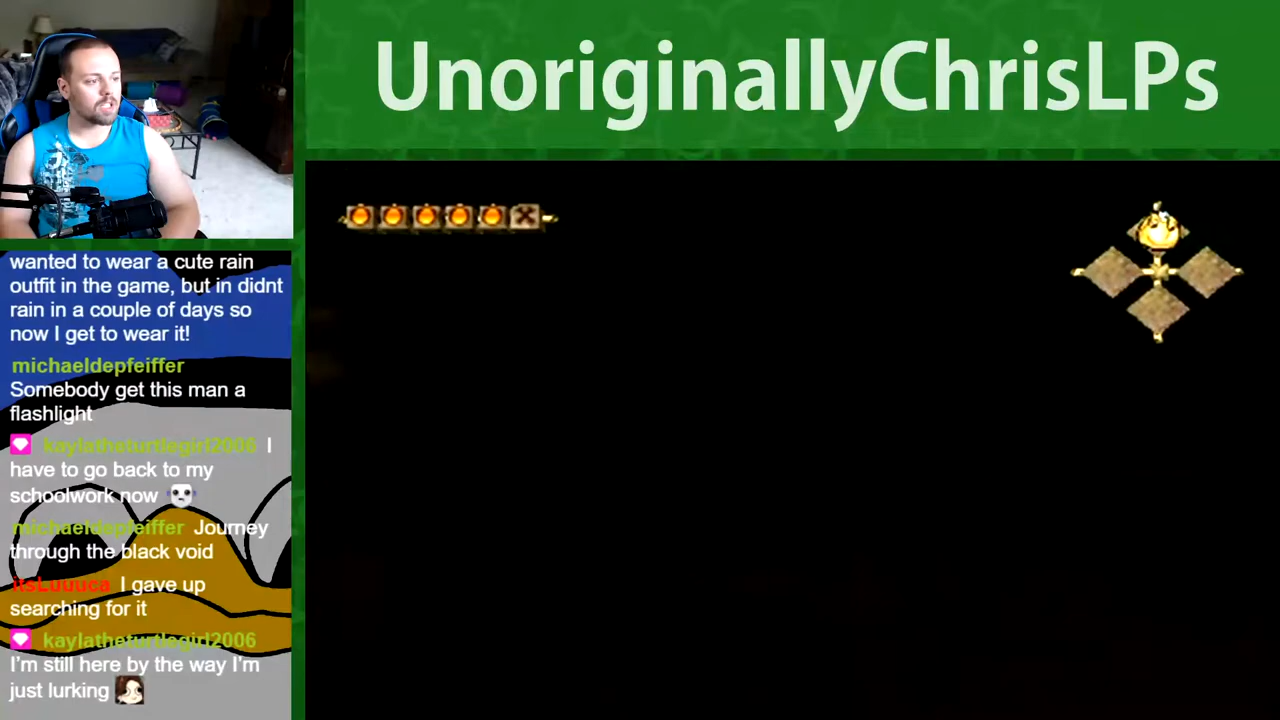 UnoriginallyChrisLPs
wanted to wear a cute rain
outfit in the game, but in didnt
rain in a couple of days so
now I get to wear it!
michaeldepfeiffer
Somebody get this man a
flashlight
kaylatheturtlegirl2006 I
have to go back to my
schoolwork now
michaeldepfeiffer Journey
through the black void
itsLuuuca I gave up
searching for it
kaylatheturtlegirl2006
I'm still here by the way I'm
just lurking